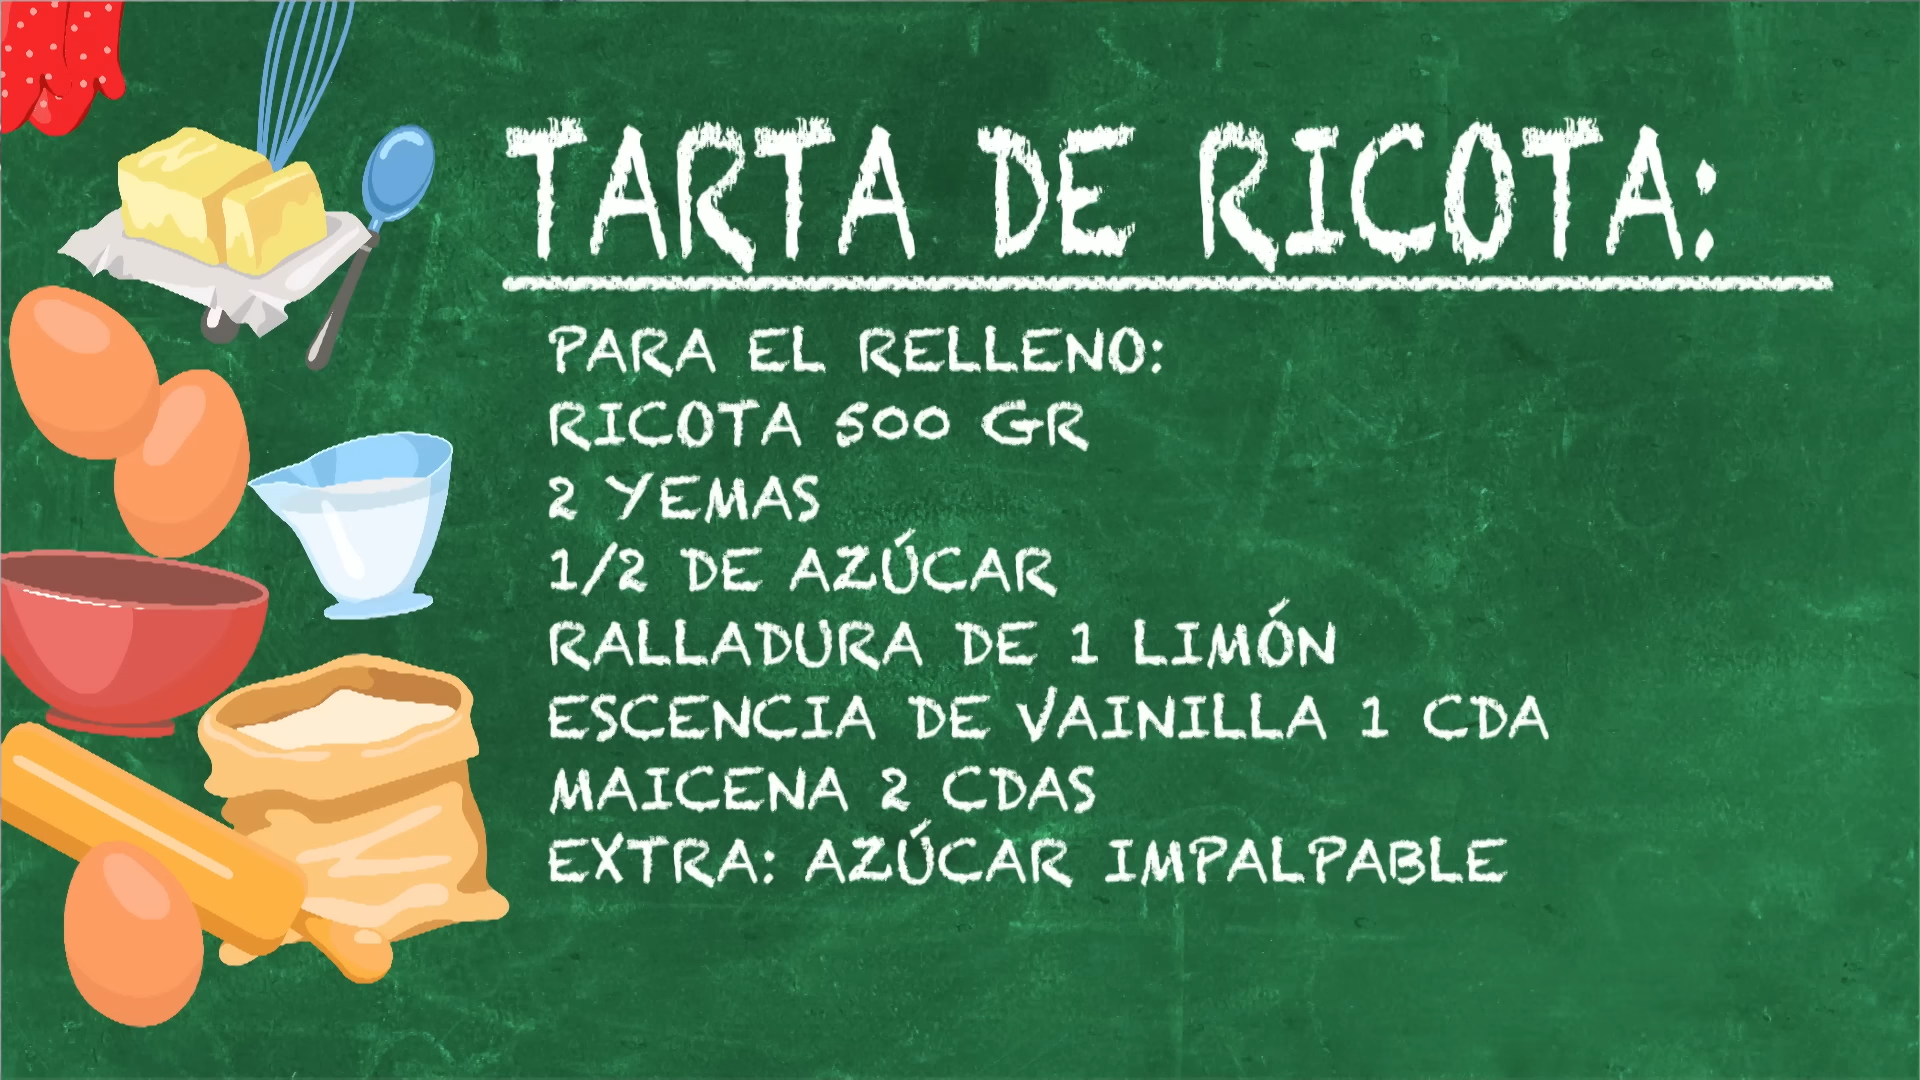 TARTA DE RICOTA:
PARA EL RELLENO:
RICOTA 500 GR
2 YEMAS
1/2 DE AZÚCAR
RALLADURA DE 1 LIMÓN
ESCENCIA DE VAINILLA 1 CDA
MAICENA 2 CDAS
EXTRA: AZÚCAR IMPALPABLE